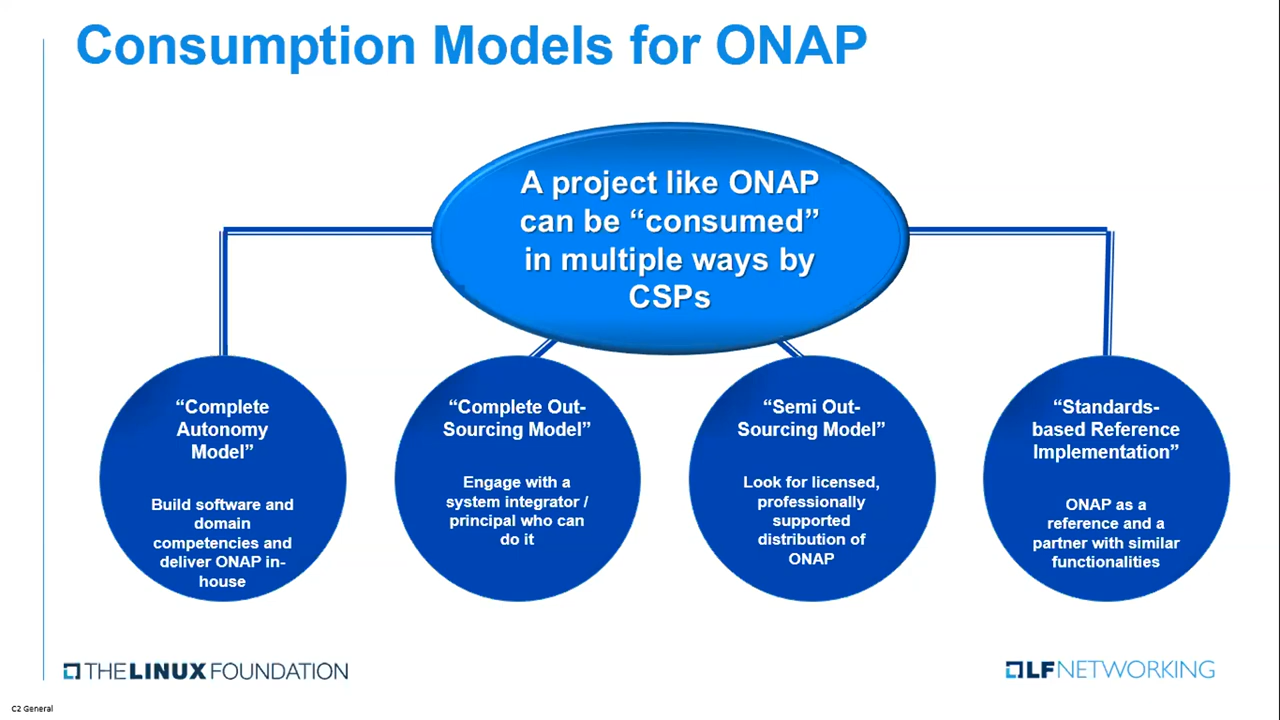 Consumption Models for ONAP
A project like ONAP
can be “consumed”
in multiple ways by
CSPs
“Complete
Autonomy
Model”
Build software and
domain
competencies and
deliver ONAP in-
house
“Complete Out-
Sourcing Model”
Engage with a
system integrator /
principal who can
do it
“Semi Out-
Sourcing Model”
Look for licensed,
professionally
supported
distribution of
ONAP
“Standards-
based Reference
Implementation”
ONAP as a
reference and a
partner with similar
functionalities
THE LINUX FOUNDATION
LF NETWORKING
C2 General